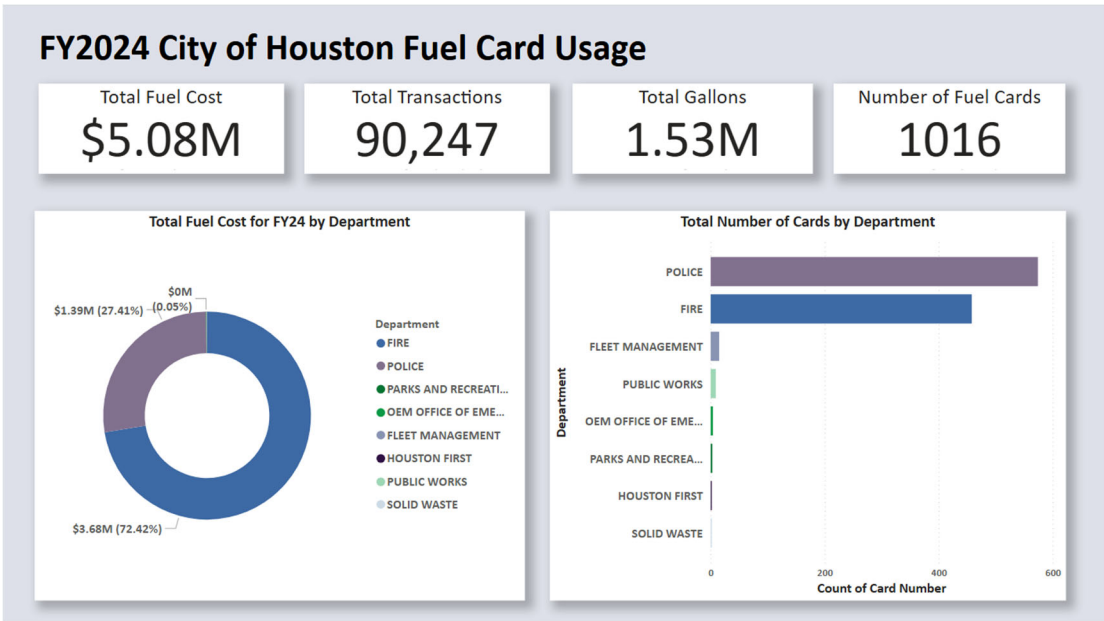 FY2024 City of Houston Fuel Card Usage
Total Fuel Cost
$5.08M
Total Transactions
90,247
Total Gallons
1.53M
Number of Fuel Cards
1016
Total Fuel Cost for FY24 by Department
$0M
(0.05%)
$1.39M (27.41%)
$3.68M (72.42%)
Department
FIRE
POLICE
PARKS AND RECREATI...
OEM OFFICE OF EME...
FLEET MANAGEMENT
HOUSTON FIRST
PUBLIC WORKS
SOLID WASTE
Total Number of Cards by Department
Department
POLICE
FIRE
FLEET MANAGEMENT
PUBLIC WORKS
OEM OFFICE OF EME...
PARKS AND RECREA...
HOUSTON FIRST
SOLID WASTE
0 200 400 600
Count of Card Number